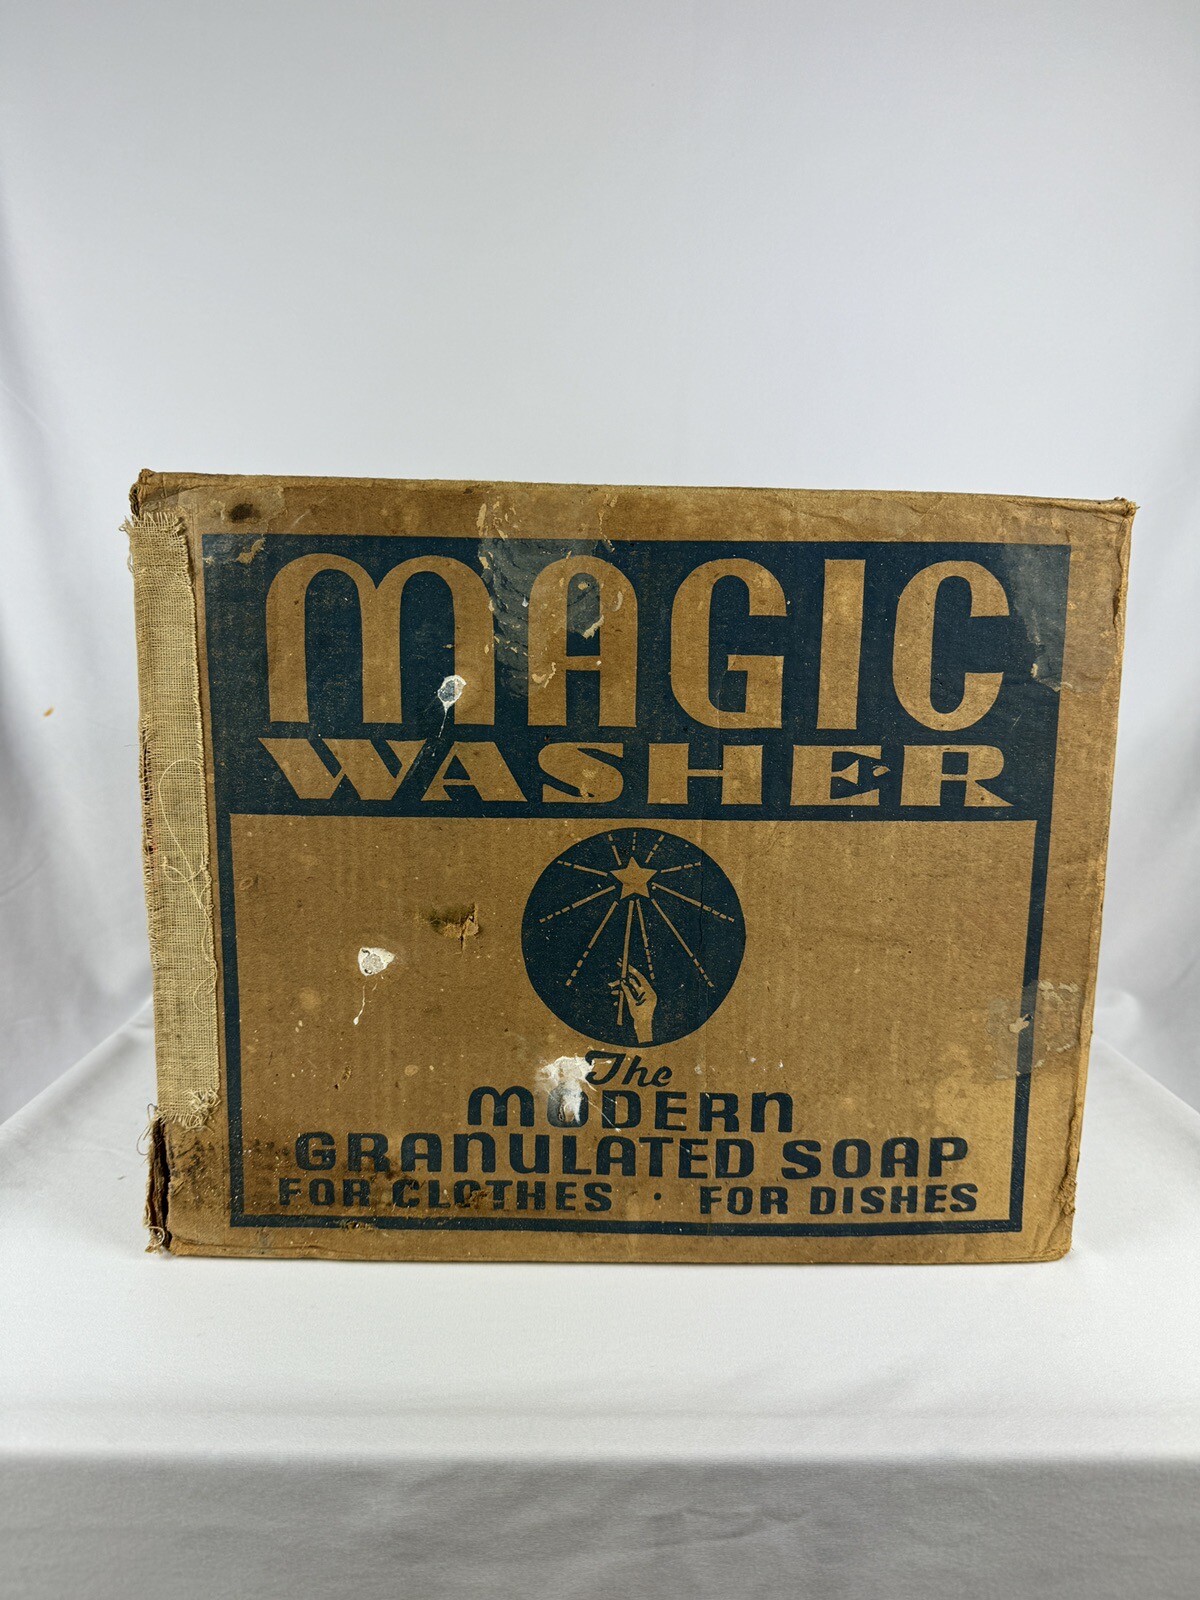 MAGIC
WASHER
The
MODERN
GRANULATED SOAP
FOR CLOTHES · FOR DISHES